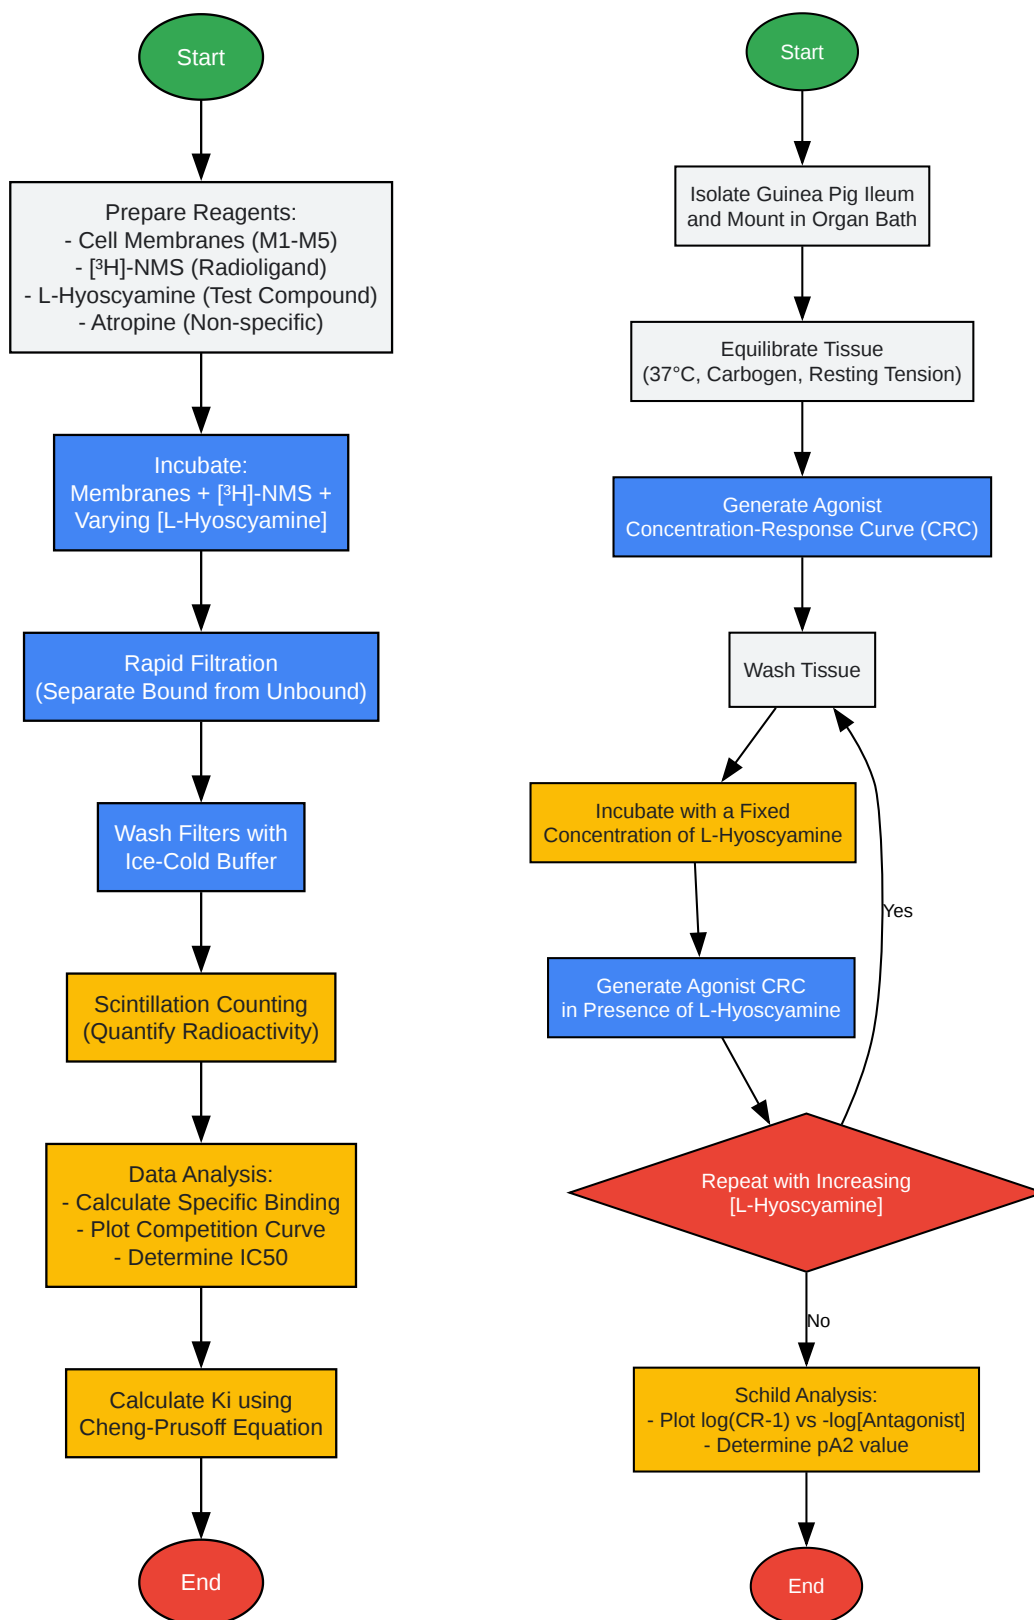 Start
Prepare Reagents:
- Cell Membranes (M1-M5)
- [³H]-NMS (Radioligand)
- L-Hyoscyamine (Test Compound)
- Atropine (Non-specific)
Incubate:
Membranes + [³H]-NMS +
Varying [L-Hyoscyamine]
Rapid Filtration
(Separate Bound from Unbound)
Wash Filters with
Ice-Cold Buffer
Scintillation Counting
(Quantify Radioactivity)
Data Analysis:
- Calculate Specific Binding
- Plot Competition Curve
- Determine IC50
Calculate Ki using
Cheng-Prusoff Equation
End
Start
Isolate Guinea Pig Ileum
and Mount in Organ Bath
Equilibrate Tissue
(37°C, Carbogen, Resting Tension)
Generate Agonist
Concentration-Response Curve (CRC)
Wash Tissue
Incubate with a Fixed
Concentration of L-Hyoscyamine
Yes
Generate Agonist CRC
in Presence of L-Hyoscyamine
Repeat with Increasing
[L-Hyoscyamine]
No
Schild Analysis:
- Plot log(CR-1) vs -log[Antagonist]
- Determine pA2 value
End